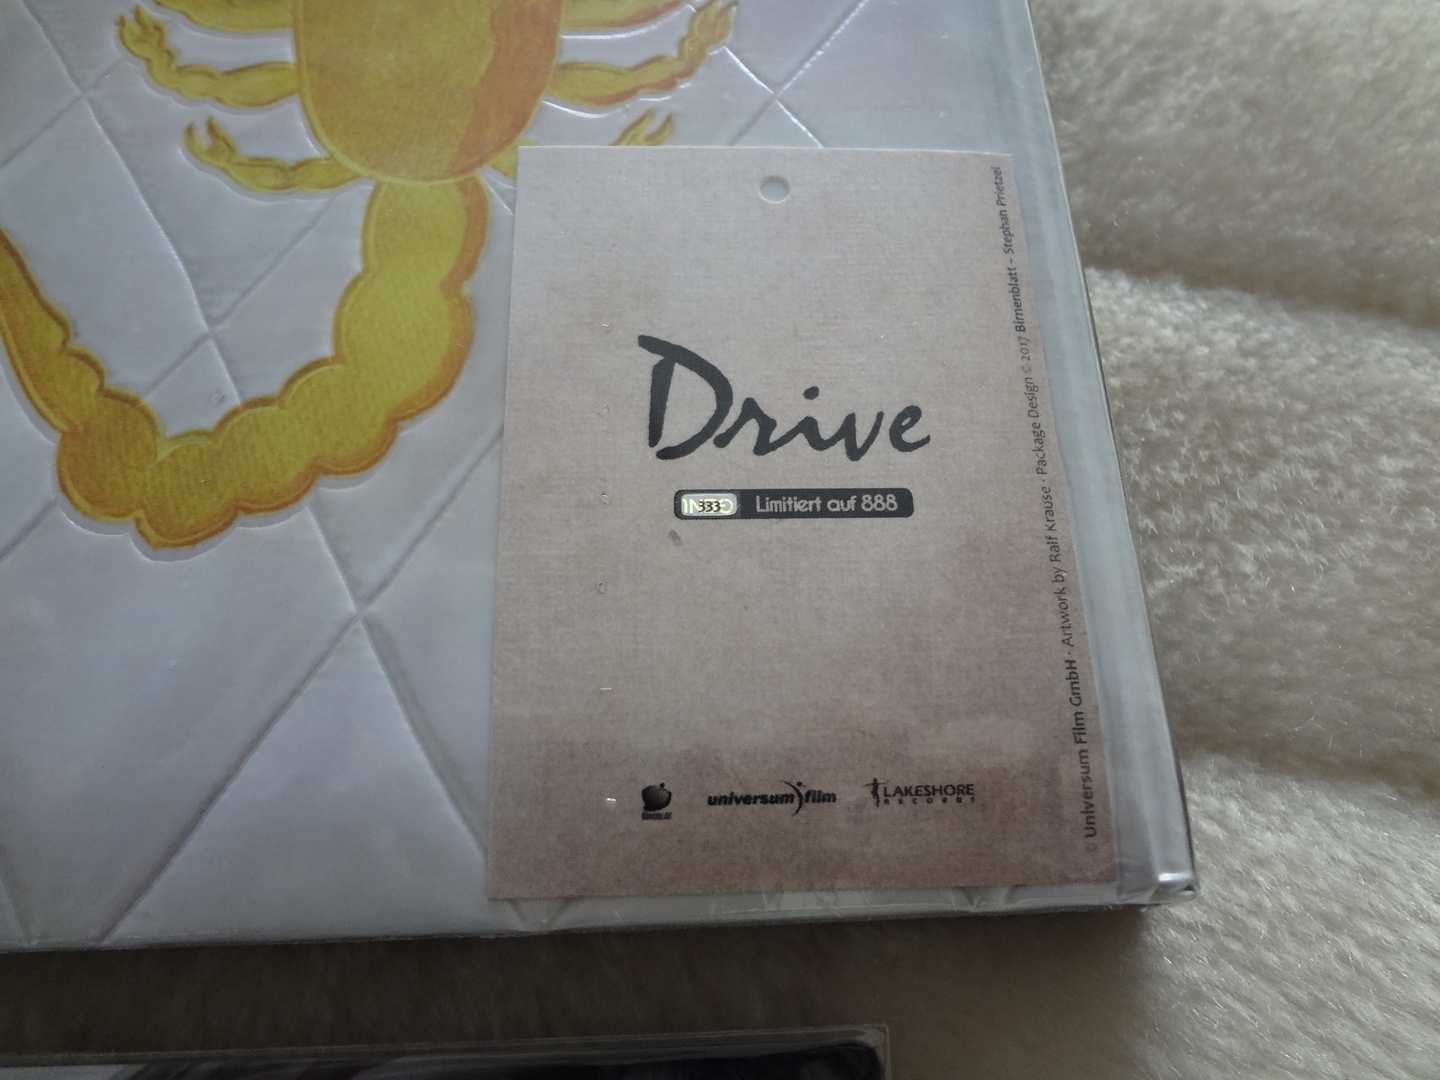 Drive
333 Limitiert auf 888
universum film
LAKESHORE
RECORDS
© Universum Film GmbH · Artwork by Ralf Krause · Package Design © 2017 Birnenblatt – Stephan Prietzel